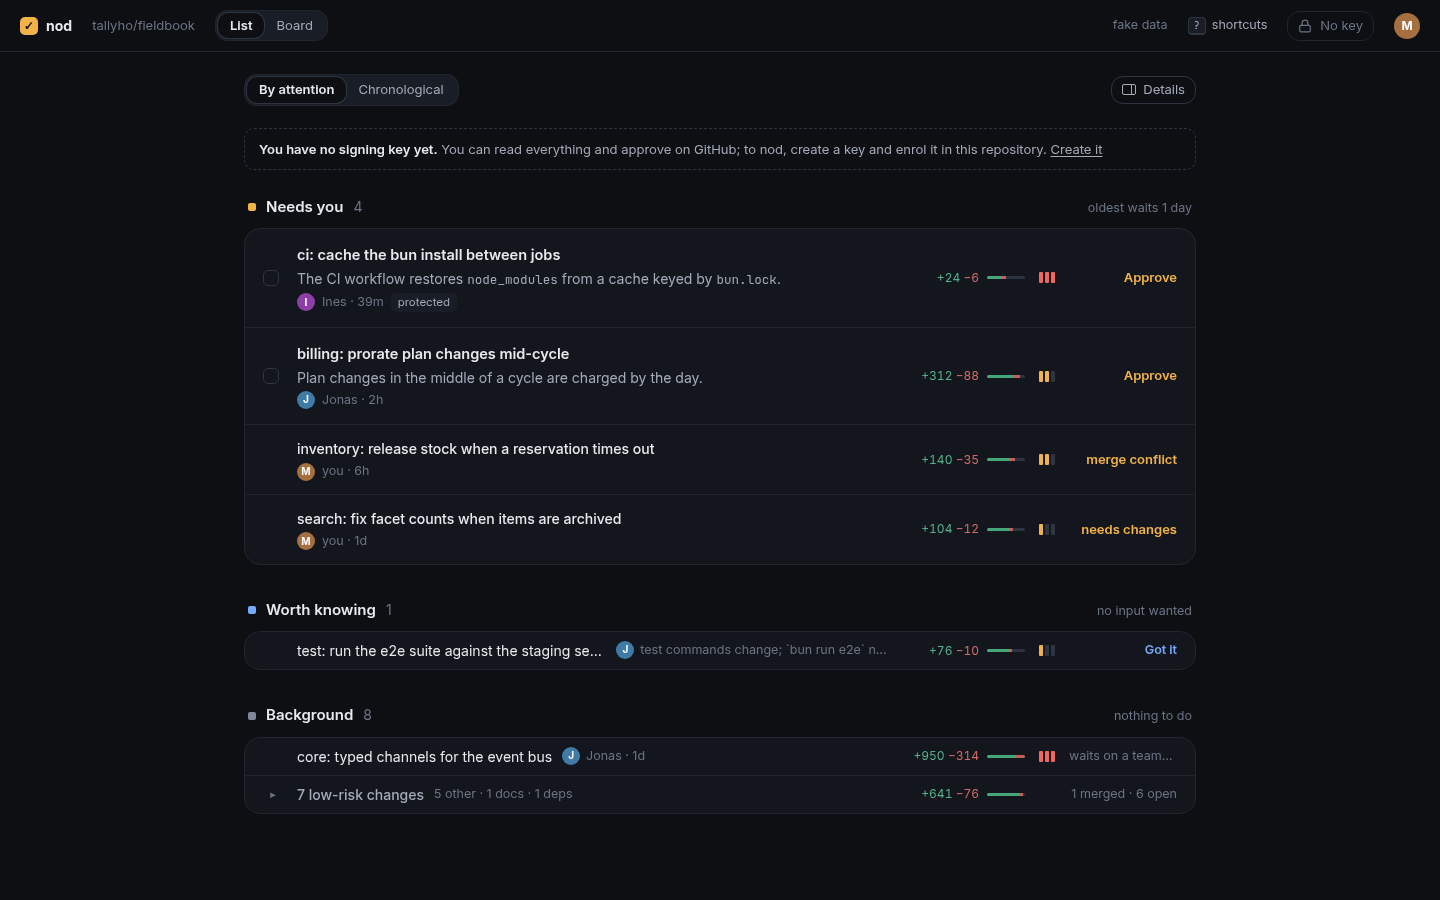 ✓ nod tallyho/fieldbook List Board fake data ? shortcuts No key M
By attention Chronological Details
You have no signing key yet. You can read everything and approve on GitHub; to nod, create a key and enrol it in this repository. Create it
Needs you 4 oldest waits 1 day
ci: cache the bun install between jobs
The CI workflow restores node_modules from a cache keyed by bun.lock. +24 −6 Approve
I Ines · 39m protected
billing: prorate plan changes mid-cycle
Plan changes in the middle of a cycle are charged by the day. +312 −88 Approve
J Jonas · 2h
inventory: release stock when a reservation times out
+140 −35 merge conflict
M you · 6h
search: fix facet counts when items are archived
+104 −12 needs changes
M you · 1d
Worth knowing 1 no input wanted
test: run the e2e suite against the staging se... J test commands change; `bun run e2e` n... +76 −10 Got it
Background 8 nothing to do
core: typed channels for the event bus J Jonas · 1d +950 −314 waits on a team...
▸ 7 low-risk changes 5 other · 1 docs · 1 deps +641 −76 1 merged · 6 open